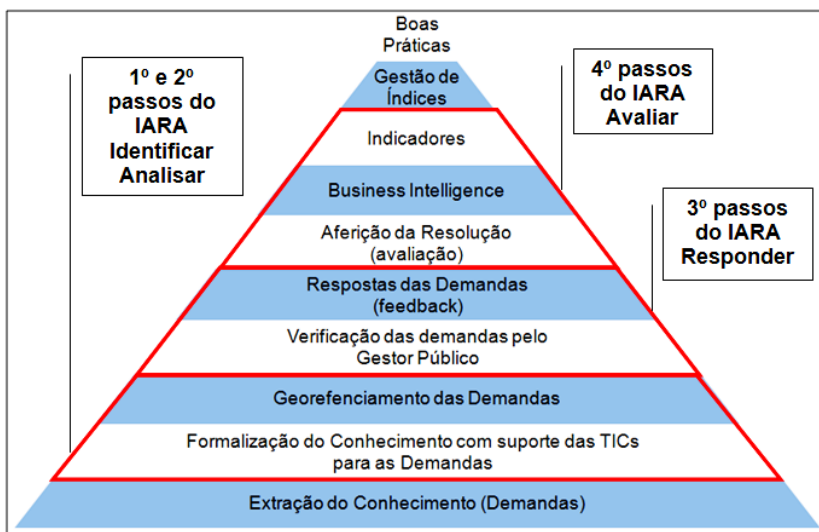 Boas
Práticas
Gestão de
Índices
1º e 2º
passos do
IARA
Identificar
Analisar
4º passos
do IARA
Avaliar
Indicadores
Business Intelligence
3º passos
do IARA
Responder
Aferição da Resolução
(avaliação)
Respostas das Demandas
(feedback)
Verificação das demandas pelo
Gestor Público
Georefenciamento das Demandas
Formalização do Conhecimento com suporte das TICs
para as Demandas
Extração do Conhecimento (Demandas)